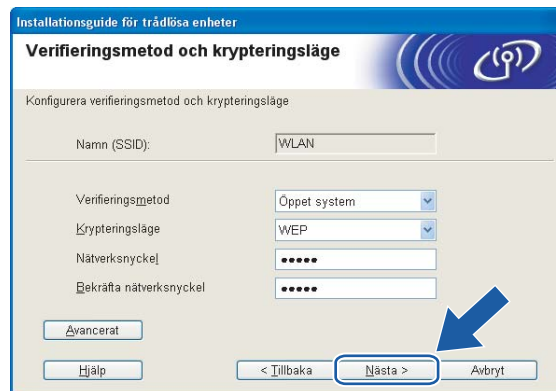 Installationsguide för trådlösa enheter
Verifieringsmetod och krypteringsläge
Konfigurera verifieringsmetod och krypteringsläge
Namn (SSID): WLAN
Verifieringsmetod Öppet system
Krypteringsläge WEP
Nätverksnyckel •••••
Bekräfta nätverksnyckel •••••
Avancerat
Hjälp < Tillbaka Nästa > Avbryt